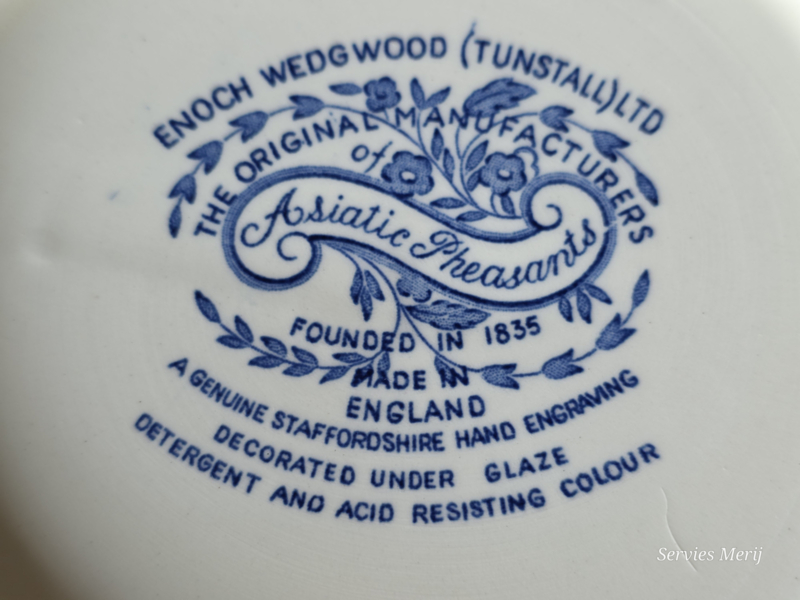 ENOCH WEDGWOOD (TUNSTALL) LTD
THE ORIGINAL MANUFACTURERS
of
Asiatic Pheasants
FOUNDED IN 1835
MADE IN
ENGLAND
A GENUINE STAFFORDSHIRE HAND ENGRAVING
DECORATED UNDER GLAZE
DETERGENT AND ACID RESISTING COLOUR
Servies Merij